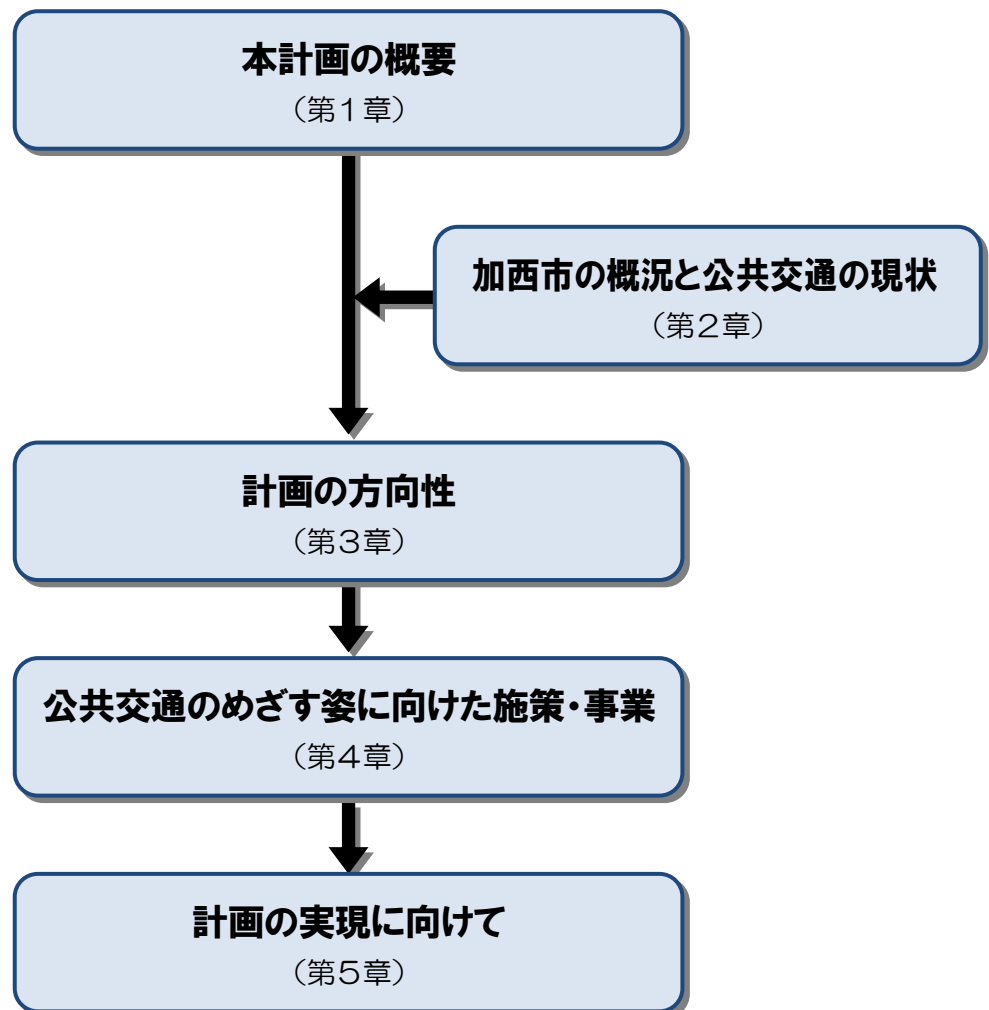 本計画の概要
（第１章）
加西市の概況と公共交通の現状
（第２章）
計画の方向性
（第３章）
公共交通のめざす姿に向けた施策・事業
（第４章）
計画の実現に向けて
（第５章）